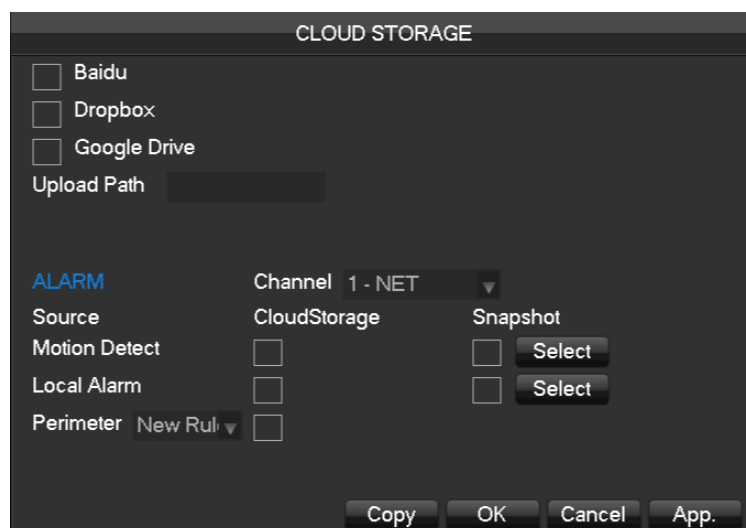 CLOUD STORAGE
Baidu
Dropbox
Google Drive
Upload Path
ALARM Channel 1 - NET
Source CloudStorage Snapshot
Motion Detect Select
Local Alarm Select
Perimeter New Rul
Copy OK Cancel App.